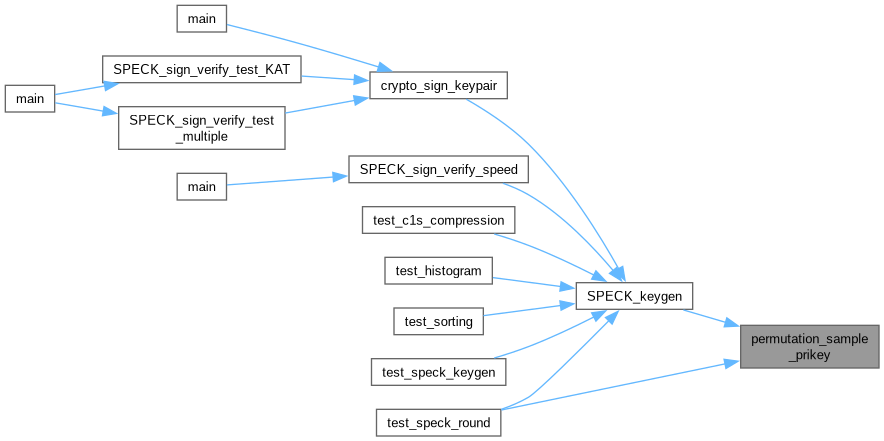 main
SPECK_sign_verify_test_KAT
crypto_sign_keypair
main
SPECK_sign_verify_test
_multiple
SPECK_sign_verify_speed
main
test_c1s_compression
test_histogram
SPECK_keygen
test_sorting
permutation_sample
_prikey
test_speck_keygen
test_speck_round